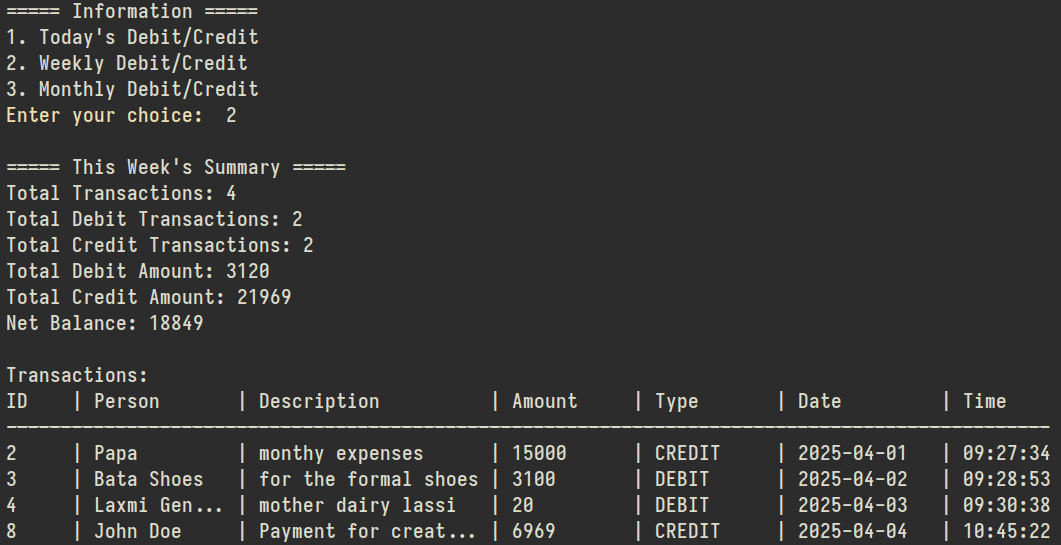 ===== Information =====
1. Today's Debit/Credit
2. Weekly Debit/Credit
3. Monthly Debit/Credit
Enter your choice:  2
===== This Week's Summary =====
Total Transactions: 4
Total Debit Transactions: 2
Total Credit Transactions: 2
Total Debit Amount: 3120
Total Credit Amount: 21969
Net Balance: 18849
Transactions:
ID    | Person       | Description          | Amount     | Type       | Date         | Time
-----------------------------------------------------------------------------------------------
2     | Papa         | monthy expenses      | 15000      | CREDIT     | 2025-04-01   | 09:27:34
3     | Bata Shoes   | for the formal shoes | 3100       | DEBIT      | 2025-04-02   | 09:28:53
4     | Laxmi Gen... | mother dairy lassi   | 20         | DEBIT      | 2025-04-03   | 09:30:38
8     | John Doe     | Payment for creat... | 6969       | CREDIT     | 2025-04-04   | 10:45:22